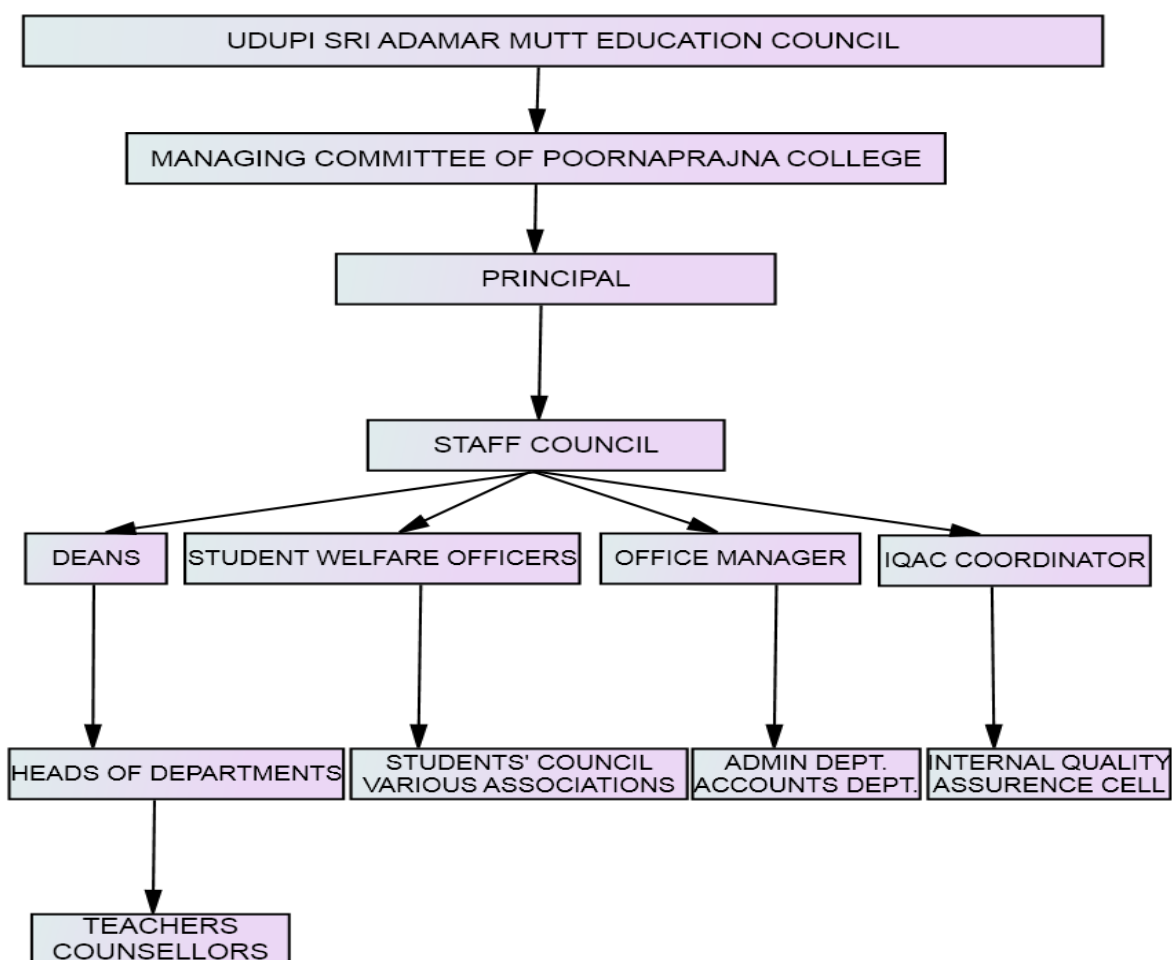 UDUPI SRI ADAMAR MUTT EDUCATION COUNCIL
MANAGING COMMITTEE OF POORNAPRAJNA COLLEGE
PRINCIPAL
STAFF COUNCIL
DEANS
STUDENT WELFARE OFFICERS
OFFICE MANAGER
IQAC COORDINATOR
HEADS OF DEPARTMENTS
STUDENTS' COUNCIL
VARIOUS ASSOCIATIONS
ADMIN DEPT.
ACCOUNTS DEPT.
INTERNAL QUALITY
ASSURENCE CELL
TEACHERS
COUNSELLORS